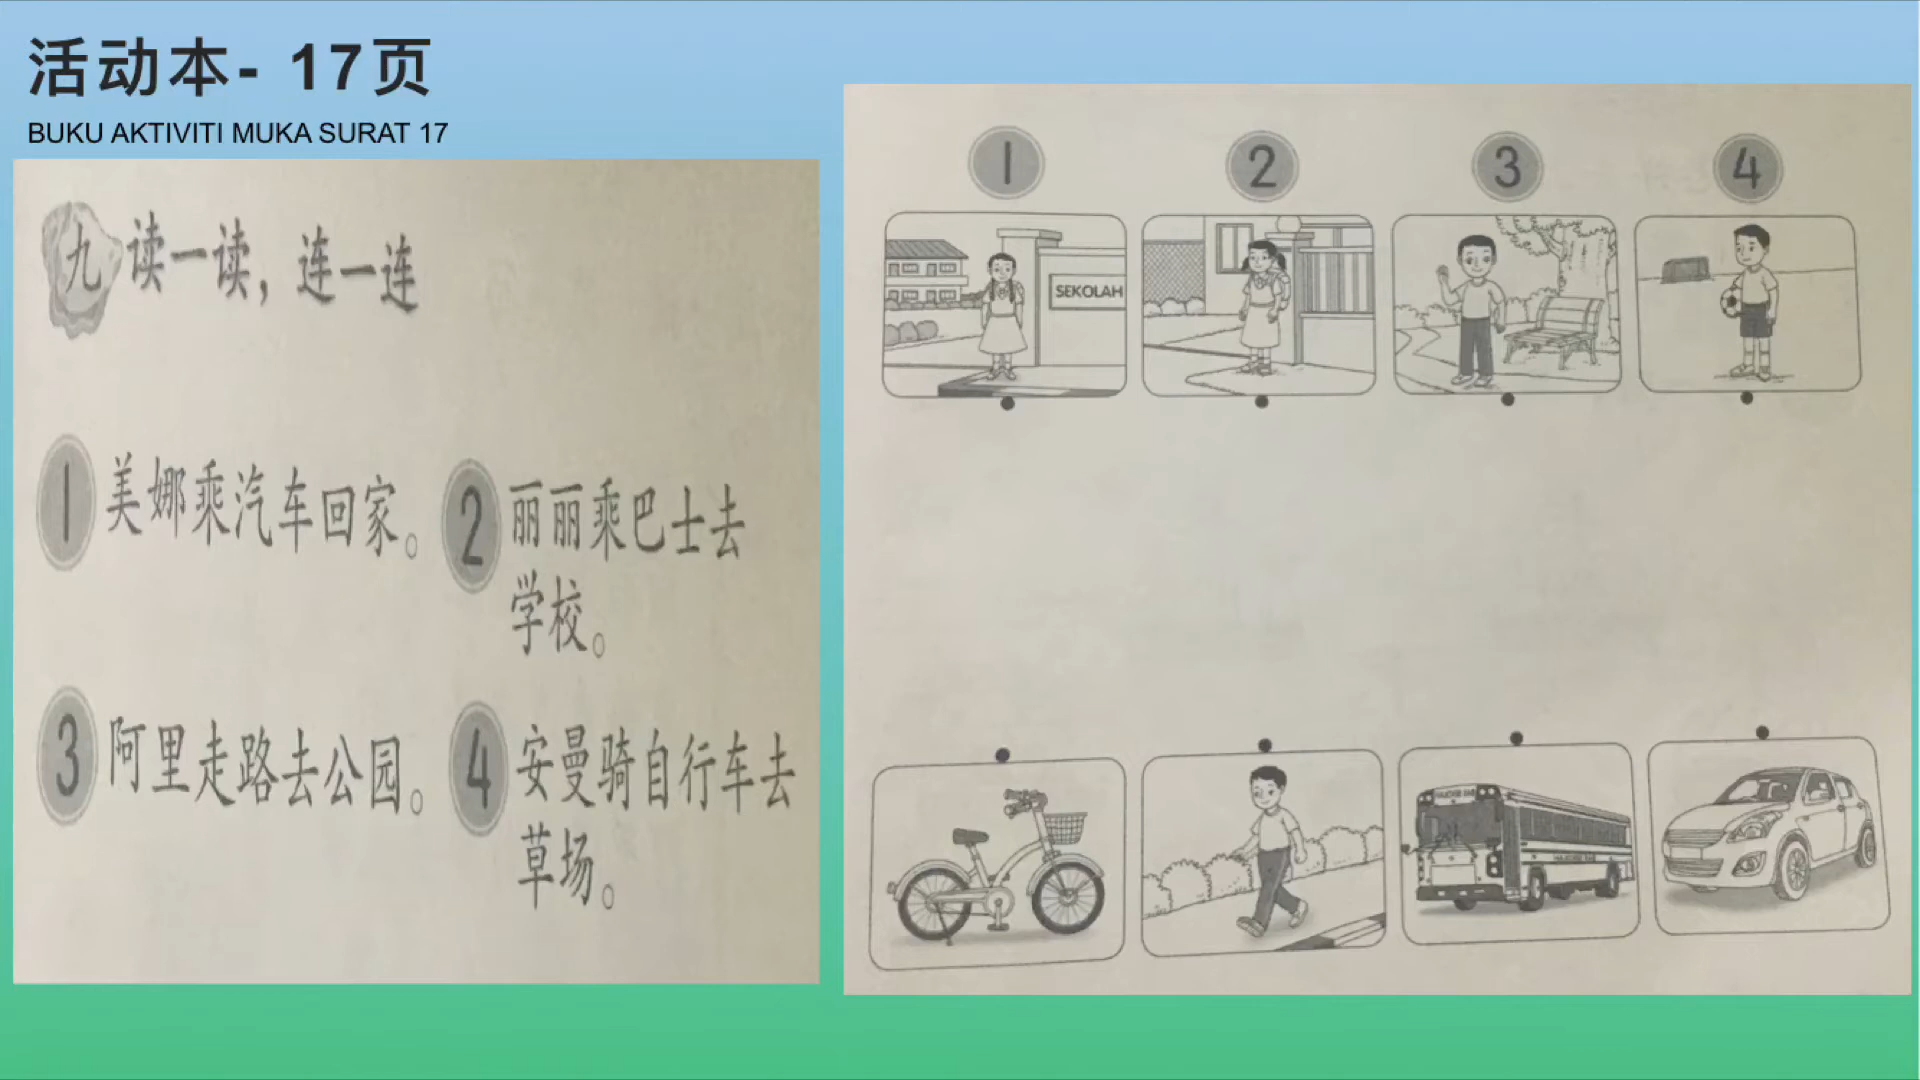 活动本- 17页
BUKU AKTIVITI MUKA SURAT 17
九 读一读，连一连
1 美娜乘汽车回家。
2 丽丽乘巴士去
学校。
3 阿里走路去公园。
4 安曼骑自行车去
草场。
1 2 3 4
SEKOLAH